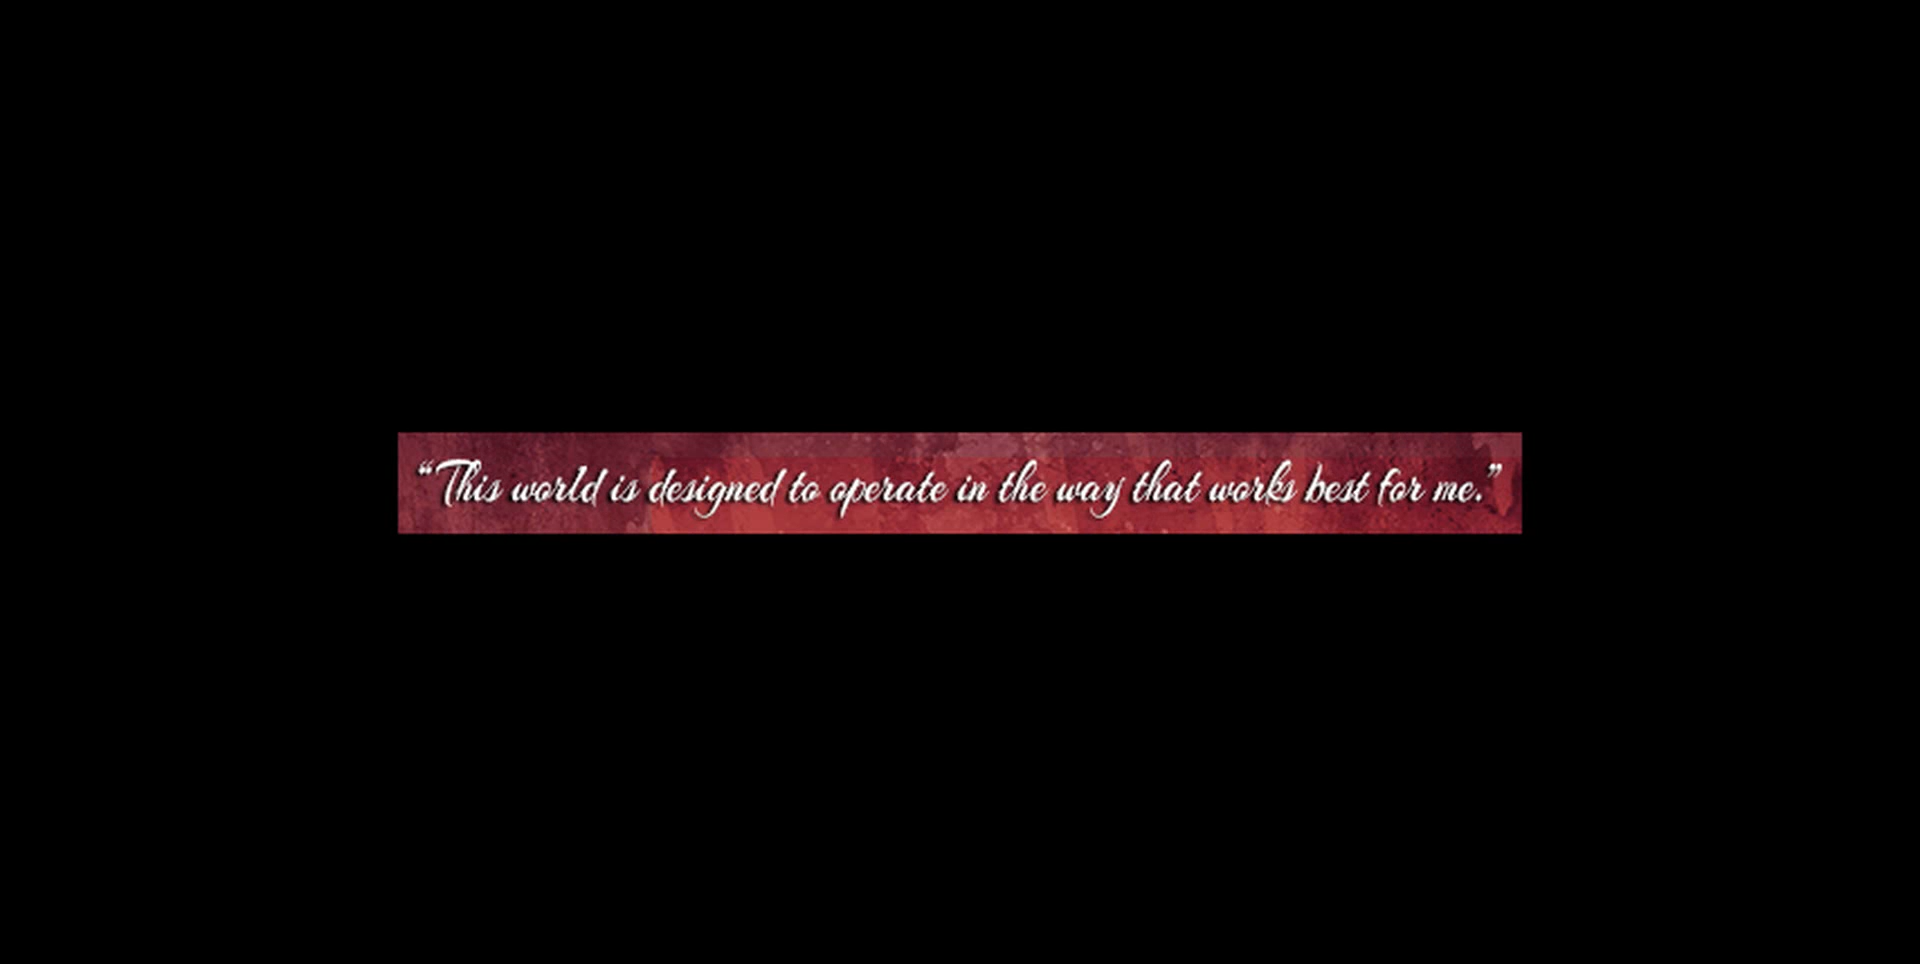 “This world is designed to operate in the way that works best for me.”